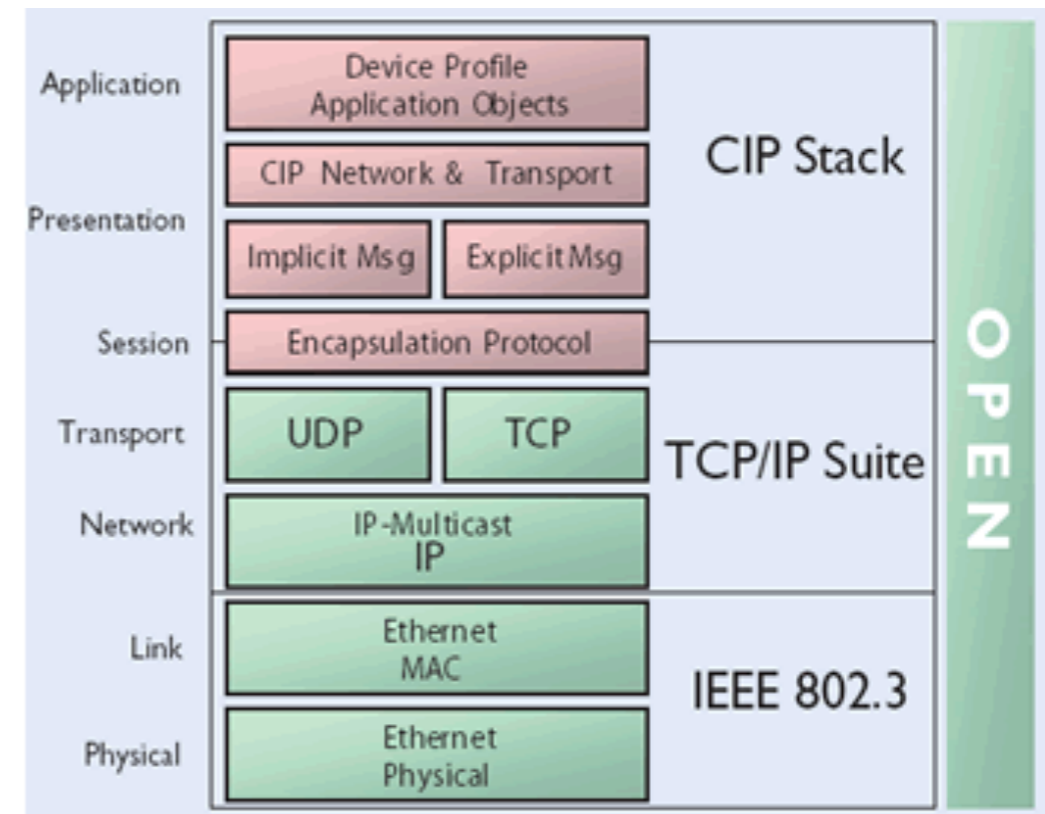 Application
Device Profile
Application Objects
CIP Network & Transport
CIP Stack
Presentation
Implicit Msg
Explicit Msg
Session
Encapsulation Protocol
Transport
UDP
TCP
TCP/IP Suite
Network
IP-Multicast
IP
Link
Ethernet
MAC
IEEE 802.3
Physical
Ethernet
Physical
OPEN